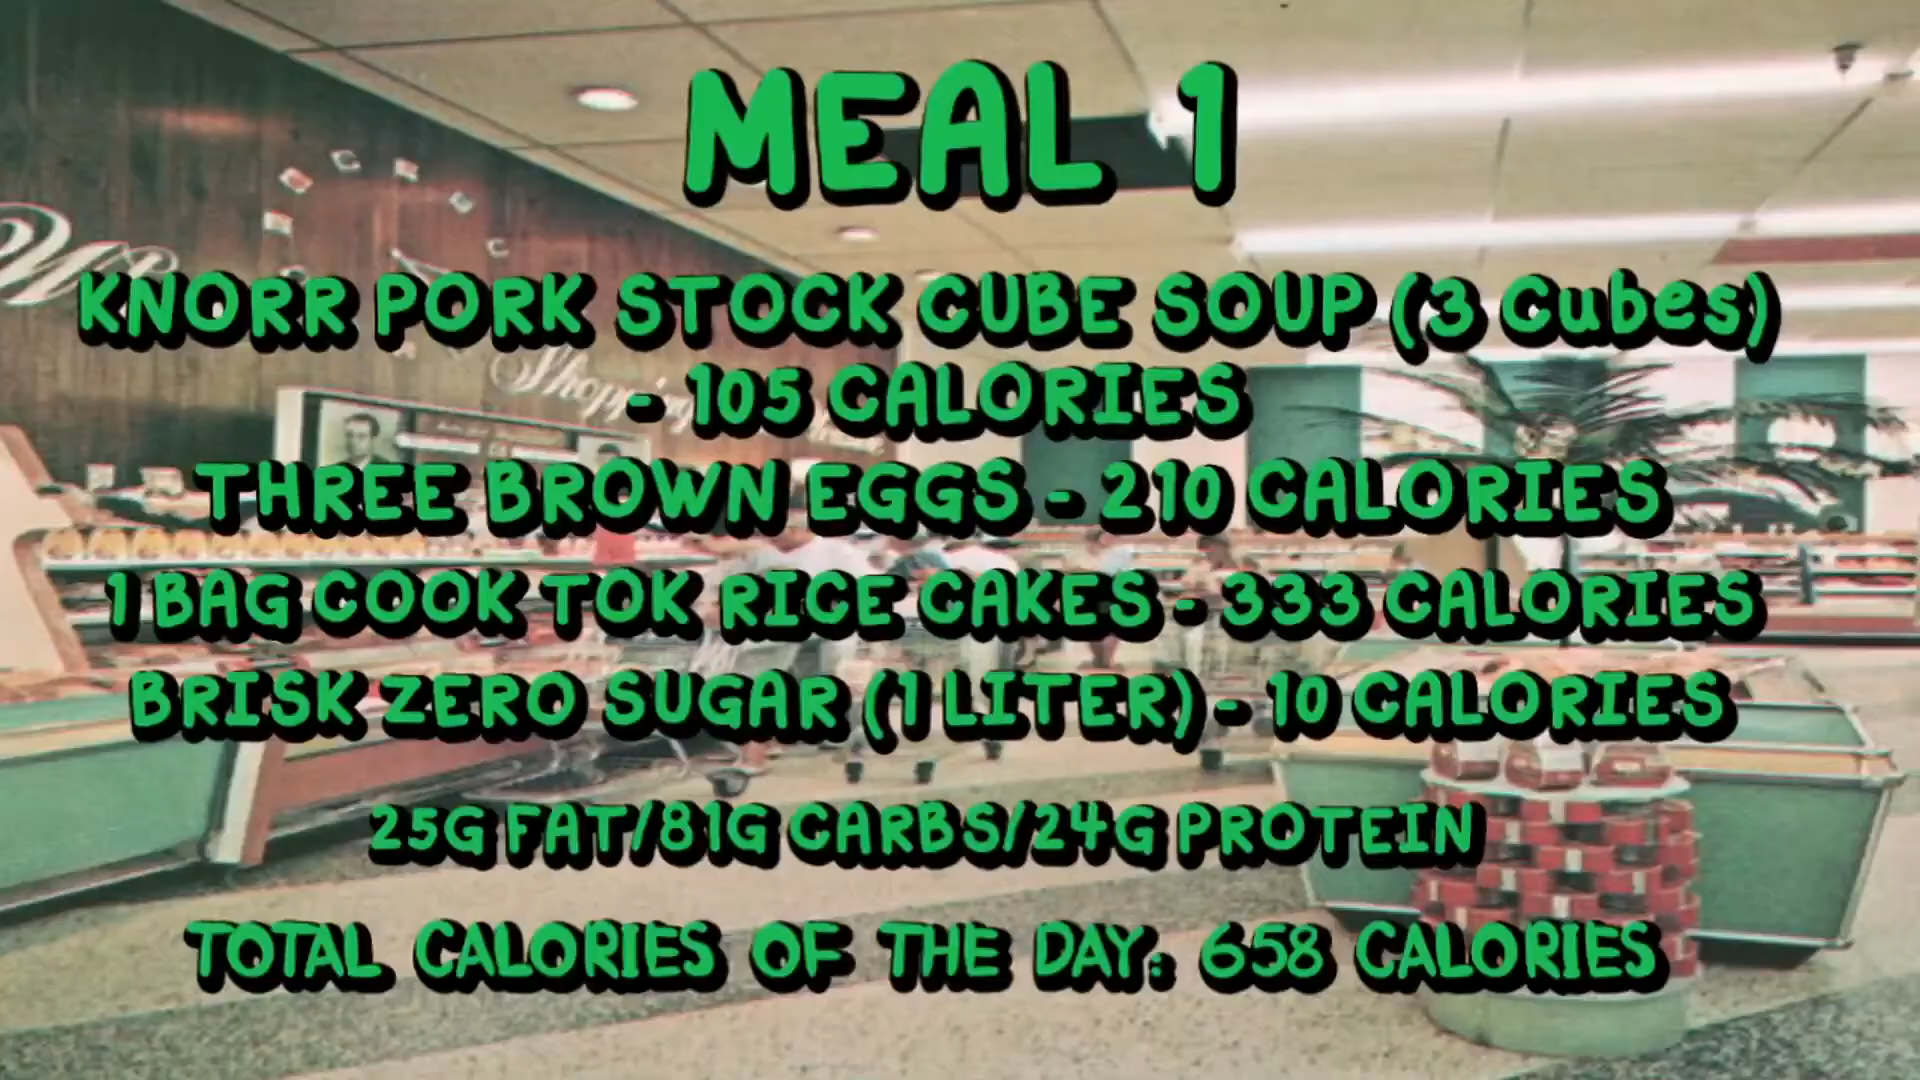 MEAL 1
KNORR PORK STOCK CUBE SOUP (3 Cubes)
- 105 CALORIES
THREE BROWN EGGS - 210 CALORIES
1 BAG COOK TOK RICE CAKES - 333 CALORIES
BRISK ZERO SUGAR (1 LITER) - 10 CALORIES
25G FAT/81G CARBS/24G PROTEIN
TOTAL CALORIES OF THE DAY: 658 CALORIES